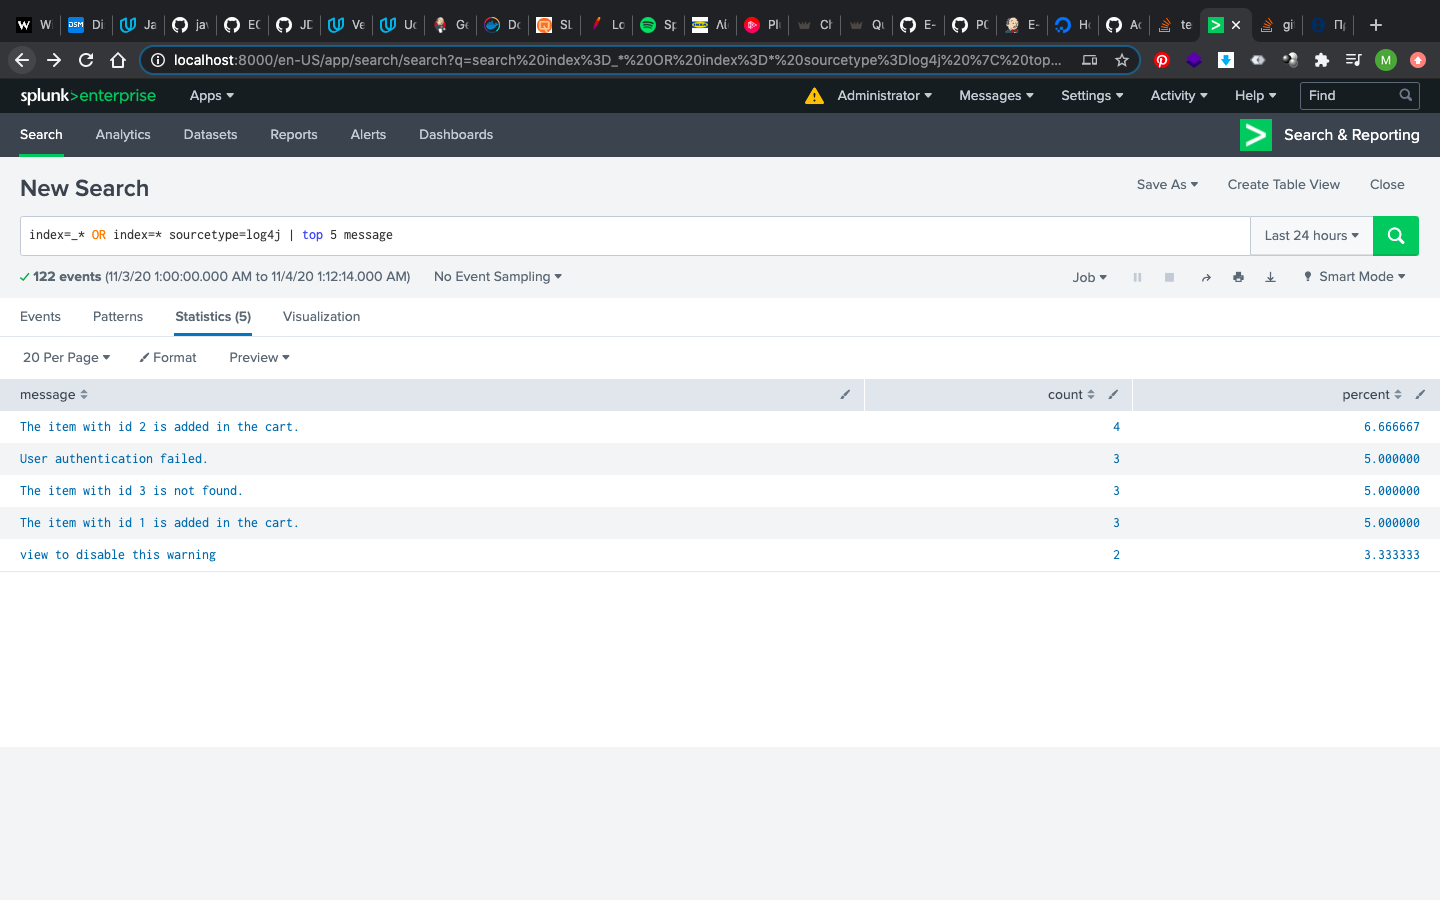 W Di Ja jav EC JD Ve Uc Ge Do SL Lo Sp Plu Ch Qu E- PC E- Ho Ac te gi
localhost:8000/en-US/app/search/search?q=search%20index%3D_*%20OR%20index%3D*%20sourcetype%3Dlog4j%20%7C%20top...
M
splunk>enterprise Apps Administrator Messages Settings Activity Help Find
Search Analytics Datasets Reports Alerts Dashboards Search & Reporting
New Search Save As Create Table View Close
index=_* OR index=* sourcetype=log4j | top 5 message Last 24 hours
122 events (11/3/20 1:00:00.000 AM to 11/4/20 1:12:14.000 AM) No Event Sampling Job Smart Mode
Events Patterns Statistics (5) Visualization
20 Per Page Format Preview
message count percent
The item with id 2 is added in the cart. 4 6.666667
User authentication failed. 3 5.000000
The item with id 3 is not found. 3 5.000000
The item with id 1 is added in the cart. 3 5.000000
view to disable this warning 2 3.333333